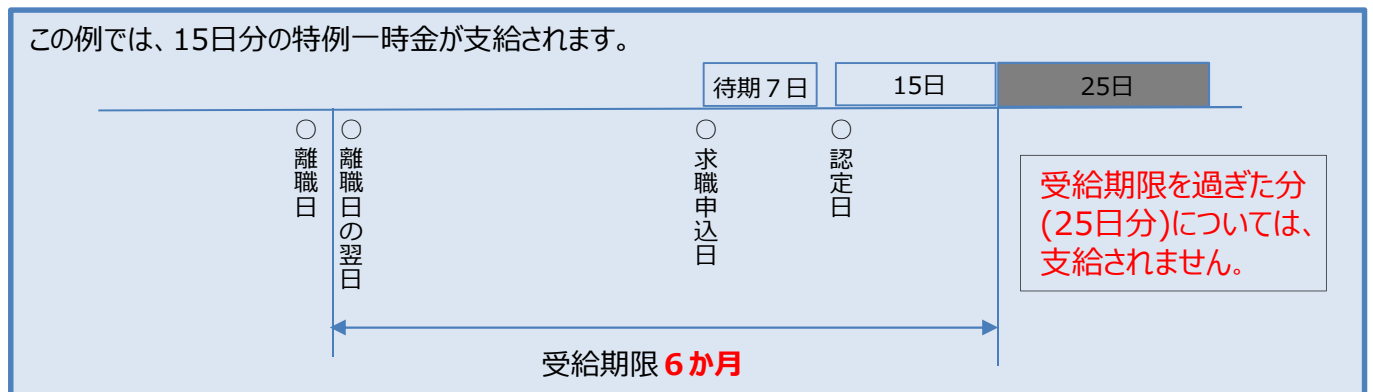 この例では、15日分の特例一時金が支給されます。
待期７日
15日
25日
○離職日
○離職日の翌日
○求職申込日
○認定日
受給期限を過ぎた分
(25日分)については、
支給されません。
受給期限６か月